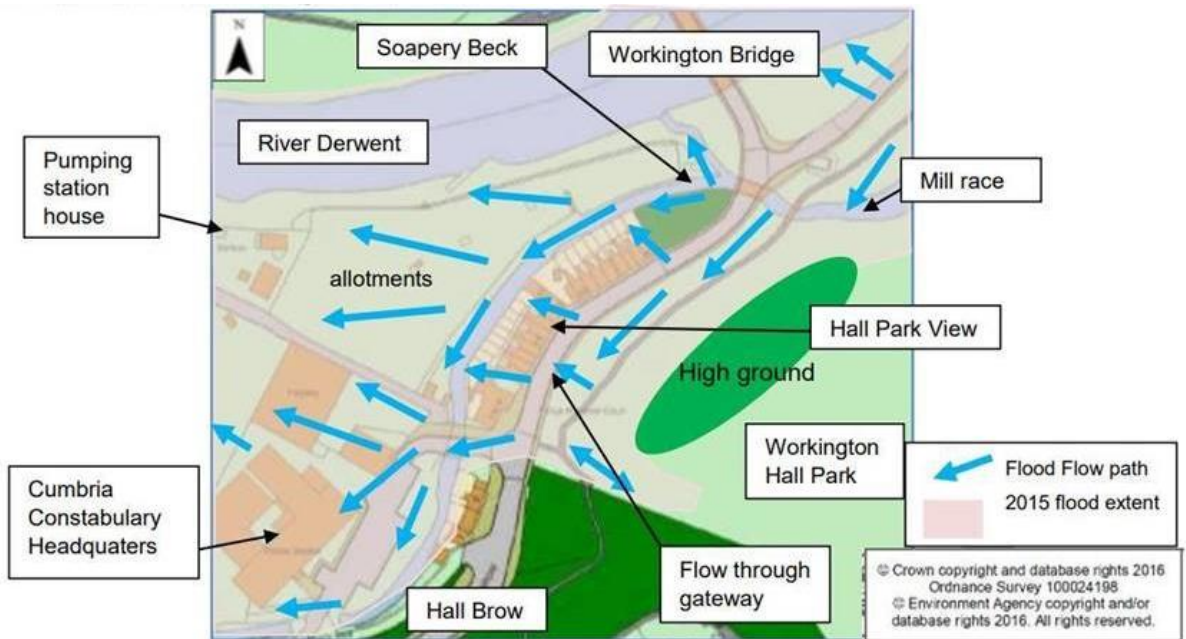 N
Soapery Beck
Workington Bridge
River Derwent
Pumping
station
house
Mill race
allotments
Hall Park View
High ground
Workington
Hall Park
Flood Flow path
2015 flood extent
Cumbria
Constabulary
Headquaters
Flow through
gateway
Hall Brow
© Crown copyright and database rights 2016
Ordnance Survey 100024198
© Environment Agency copyright and/or
database rights 2016. All rights reserved.